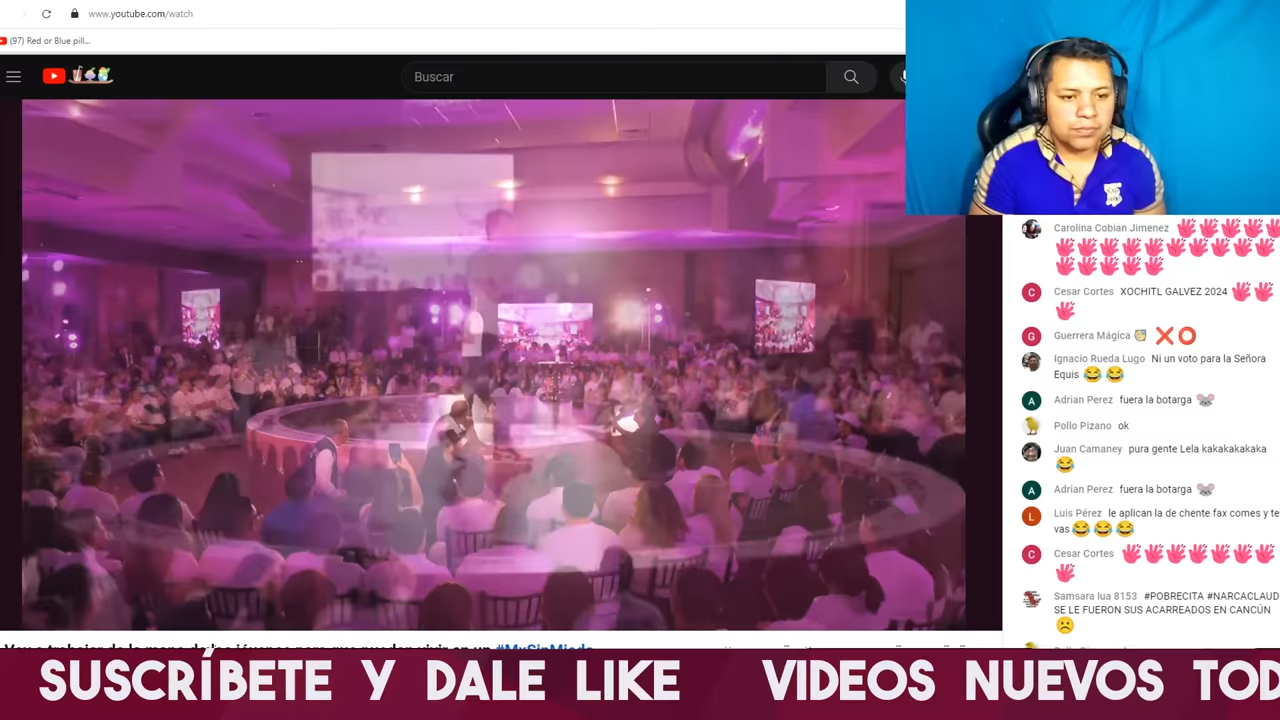 www.youtube.com/watch
(97) Red or Blue pill...
Buscar
Carolina Cobian Jimenez
Cesar Cortes XOCHITL GALVEZ 2024
Guerrera Mágica
Ignacio Rueda Lugo Ni un voto para la Señora
Equis
Adrian Perez fuera la botarga
Pollo Pizano ok
Juan Camaney pura gente Lela kakakakakaka
Adrian Perez fuera la botarga
Luis Pérez le aplican la de chente fax comes y te
vas
Cesar Cortes
Samsara lua 8153 #POBRECITA #NARCACLAUD
SE LE FUERON SUS ACARREADOS EN CANCÚN
#MxSinMiedo
SUSCRÍBETE Y DALE LIKE VIDEOS NUEVOS TOD